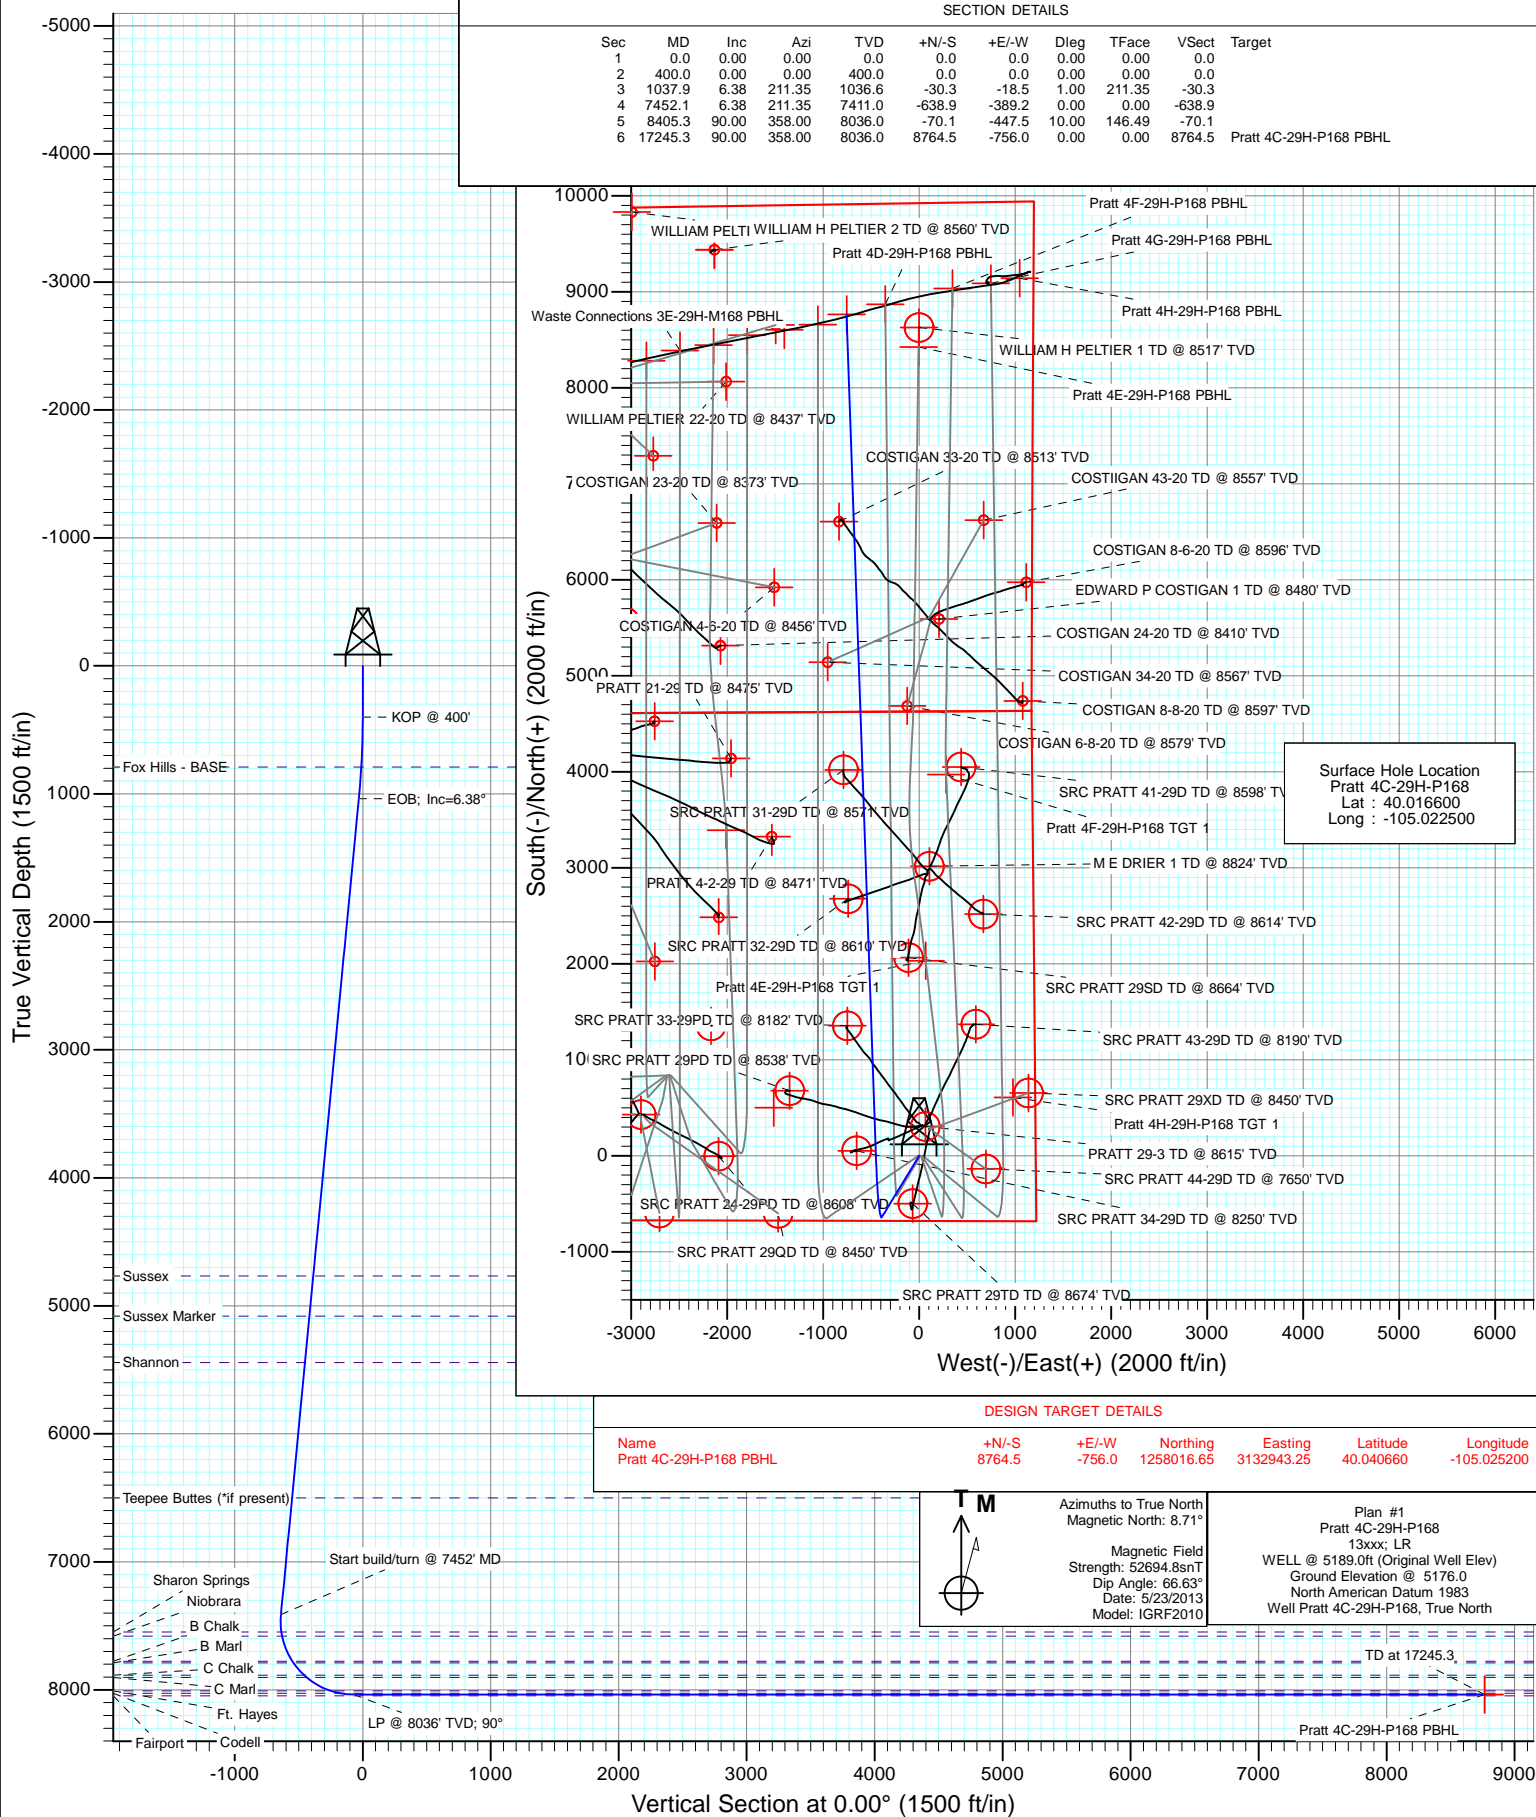 SECTION DETAILS
Sec MD Inc Azi TVD +N/-S +E/-W Dleg TFace VSect Target
1 0.0 0.00 0.00 0.0 0.0 0.0 0.00 0.00 0.0
2 400.0 0.00 0.00 400.0 0.0 0.0 0.00 0.00 0.0
3 1037.9 6.38 211.35 1036.6 -30.3 -18.5 1.00 211.35 -30.3
4 7452.1 6.38 211.35 7411.0 -638.9 -389.2 0.00 0.00 -638.9
5 8405.3 90.00 358.00 8036.0 -70.1 -447.5 10.00 146.49 -70.1
6 17245.3 90.00 358.00 8036.0 8764.5 -756.0 0.00 0.00 8764.5 Pratt 4C-29H-P168 PBHL
True Vertical Depth (1500 ft/in)
-5000
-4000
-3000
-2000
-1000
0
1000
2000
3000
4000
5000
6000
7000
8000
KOP @ 400'
Fox Hills - BASE
EOB; Inc=6.38°
Sussex
Sussex Marker
Shannon
Teepee Buttes (*if present)
Start build/turn @ 7452' MD
Sharon Springs
Niobrara
B Chalk
B Marl
C Chalk
C Marl
Ft. Hayes
Codell
Fairport
LP @ 8036' TVD; 90°
TD at 17245.3
Pratt 4C-29H-P168 PBHL
-1000 0 1000 2000 3000 4000 5000 6000 7000 8000 9000
Vertical Section at 0.00° (1500 ft/in)
South(-)/North(+) (2000 ft/in)
10000
9000
8000
7
6000
5000
4000
3000
2000
10
0
-1000
Pratt 4F-29H-P168 PBHL
WILLIAM PELTI
WILLIAM H PELTIER 2 TD @ 8560' TVD
Pratt 4G-29H-P168 PBHL
Pratt 4D-29H-P168 PBHL
Pratt 4H-29H-P168 PBHL
Waste Connections 3E-29H-M168 PBHL
WILLIAM H PELTIER 1 TD @ 8517' TVD
Pratt 4E-29H-P168 PBHL
WILLIAM PELTIER 22-20 TD @ 8437' TVD
COSTIGAN 33-20 TD @ 8513' TVD
COSTIGAN 23-20 TD @ 8373' TVD
COSTIIGAN 43-20 TD @ 8557' TVD
COSTIGAN 8-6-20 TD @ 8596' TVD
EDWARD P COSTIGAN 1 TD @ 8480' TVD
COSTIGAN 4-6-20 TD @ 8456' TVD
COSTIGAN 24-20 TD @ 8410' TVD
COSTIGAN 34-20 TD @ 8567' TVD
PRATT 21-29 TD @ 8475' TVD
COSTIGAN 8-8-20 TD @ 8597' TVD
COSTIGAN 6-8-20 TD @ 8579' TVD
SRC PRATT 41-29D TD @ 8598' TV
SRC PRATT 31-29D TD @ 8571' TVD
Pratt 4F-29H-P168 TGT 1
M E DRIER 1 TD @ 8824' TVD
PRATT 4-2-29 TD @ 8471' TVD
SRC PRATT 42-29D TD @ 8614' TVD
SRC PRATT 32-29D TD @ 8610' TVD
Pratt 4E-29H-P168 TGT 1
SRC PRATT 29SD TD @ 8664' TVD
SRC PRATT 33-29PD TD @ 8182' TVD
SRC PRATT 43-29D TD @ 8190' TVD
SRC PRATT 29PD TD @ 8538' TVD
SRC PRATT 29XD TD @ 8450' TVD
Pratt 4H-29H-P168 TGT 1
PRATT 29-3 TD @ 8615' TVD
SRC PRATT 44-29D TD @ 7650' TVD
SRC PRATT 24-29PD TD @ 8608' TVD
SRC PRATT 34-29D TD @ 8250' TVD
SRC PRATT 29QD TD @ 8450' TVD
SRC PRATT 29TD TD @ 8674' TVD
-3000 -2000 -1000 0 1000 2000 3000 4000 5000 6000
West(-)/East(+) (2000 ft/in)
Surface Hole Location
Pratt 4C-29H-P168
Lat : 40.016600
Long : -105.022500
DESIGN TARGET DETAILS
Name +N/-S +E/-W Northing Easting Latitude Longitude
Pratt 4C-29H-P168 PBHL 8764.5 -756.0 1258016.65 3132943.25 40.040660 -105.025200
T M
Azimuths to True North
Magnetic North: 8.71°
Magnetic Field
Strength: 52694.8snT
Dip Angle: 66.63°
Date: 5/23/2013
Model: IGRF2010
Plan #1
Pratt 4C-29H-P168
13xxx; LR
WELL @ 5189.0ft (Original Well Elev)
Ground Elevation @ 5176.0
North American Datum 1983
Well Pratt 4C-29H-P168, True North